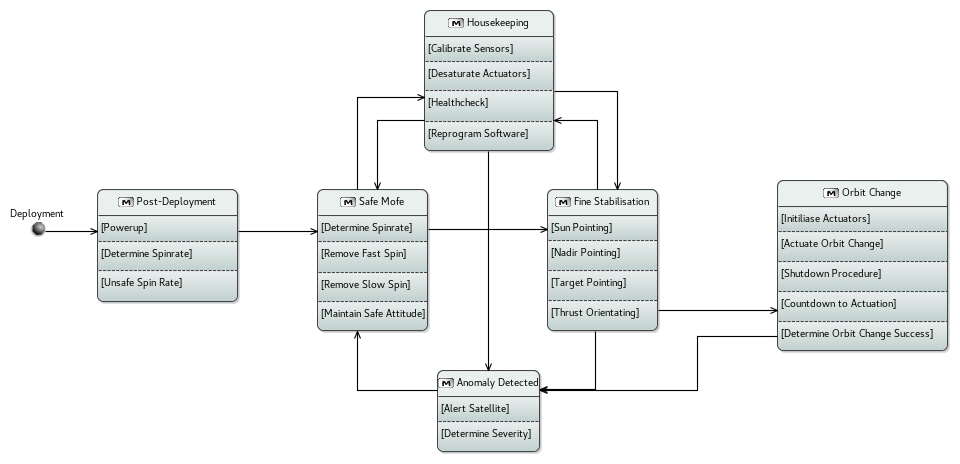 Housekeeping
[Calibrate Sensors]
[Desaturate Actuators]
[Healthcheck]
[Reprogram Software]
Deployment
Post-Deployment
[Powerup]
[Determine Spinrate]
[Unsafe Spin Rate]
Safe Mofe
[Determine Spinrate]
[Remove Fast Spin]
[Remove Slow Spin]
[Maintain Safe Attitude]
Fine Stabilisation
[Sun Pointing]
[Nadir Pointing]
[Target Pointing]
[Thrust Orientating]
Orbit Change
[Initiliase Actuators]
[Actuate Orbit Change]
[Shutdown Procedure]
[Countdown to Actuation]
[Determine Orbit Change Success]
Anomaly Detected
[Alert Satellite]
[Determine Severity]